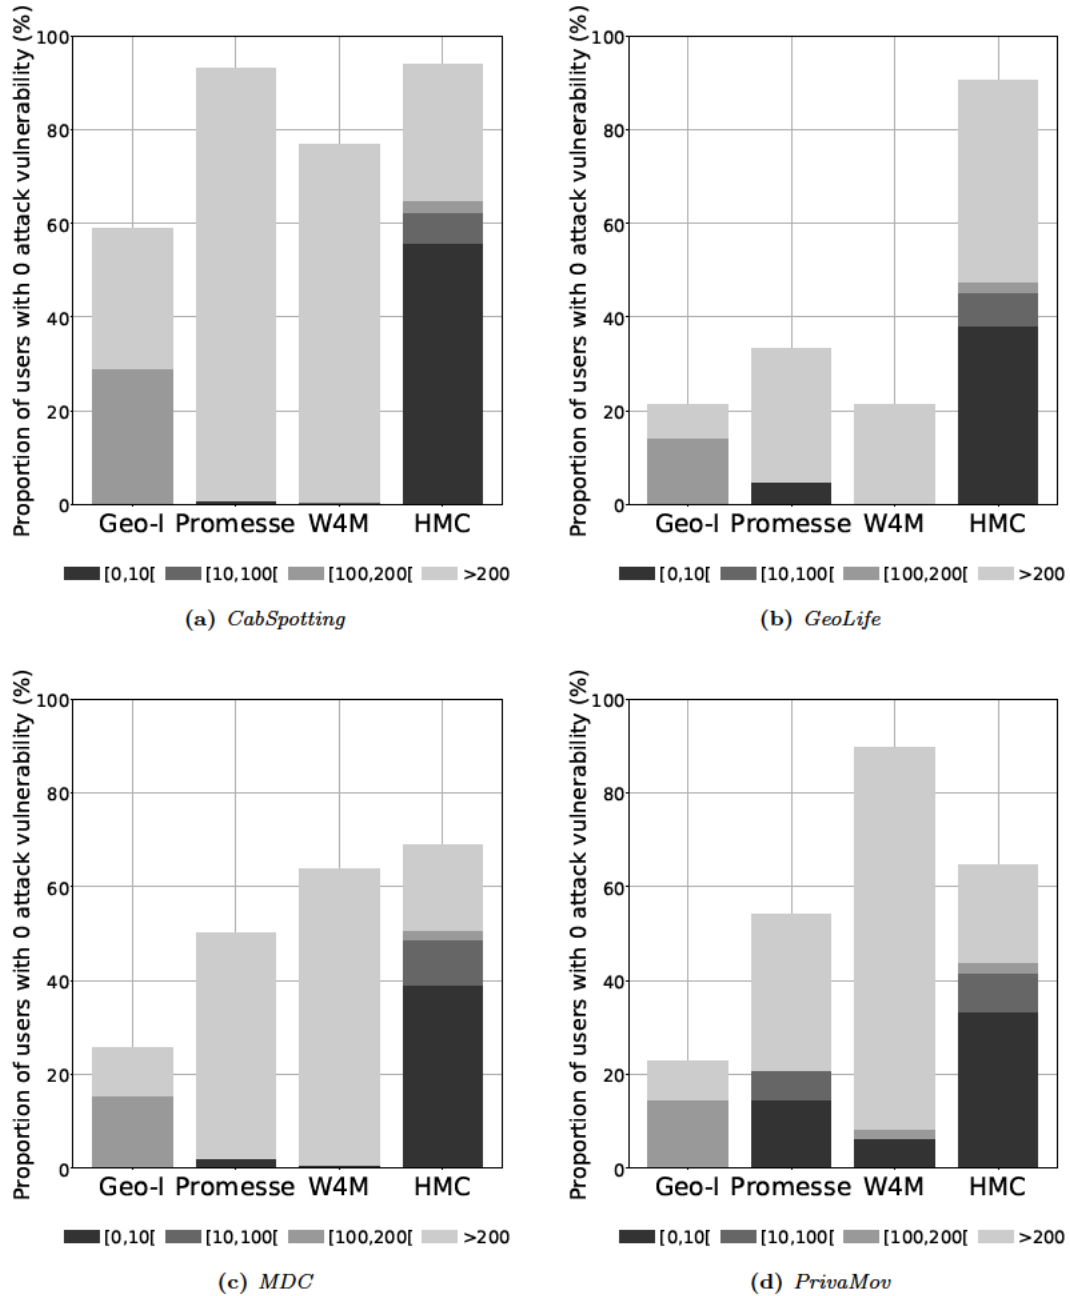 Proportion of users with 0 attack vulnerability (%)
100
80
60
40
20
0
Geo-I Promesse W4M HMC
[0,10[ [10,100[ [100,200[ >200
(a) CabSpotting
Proportion of users with 0 attack vulnerability (%)
100
80
60
40
20
0
Geo-I Promesse W4M HMC
[0,10[ [10,100[ [100,200[ >200
(b) GeoLife
Proportion of users with 0 attack vulnerability (%)
100
80
60
40
20
0
Geo-I Promesse W4M HMC
[0,10[ [10,100[ [100,200[ >200
(c) MDC
Proportion of users with 0 attack vulnerability (%)
100
80
60
40
20
0
Geo-I Promesse W4M HMC
[0,10[ [10,100[ [100,200[ >200
(d) PrivaMov